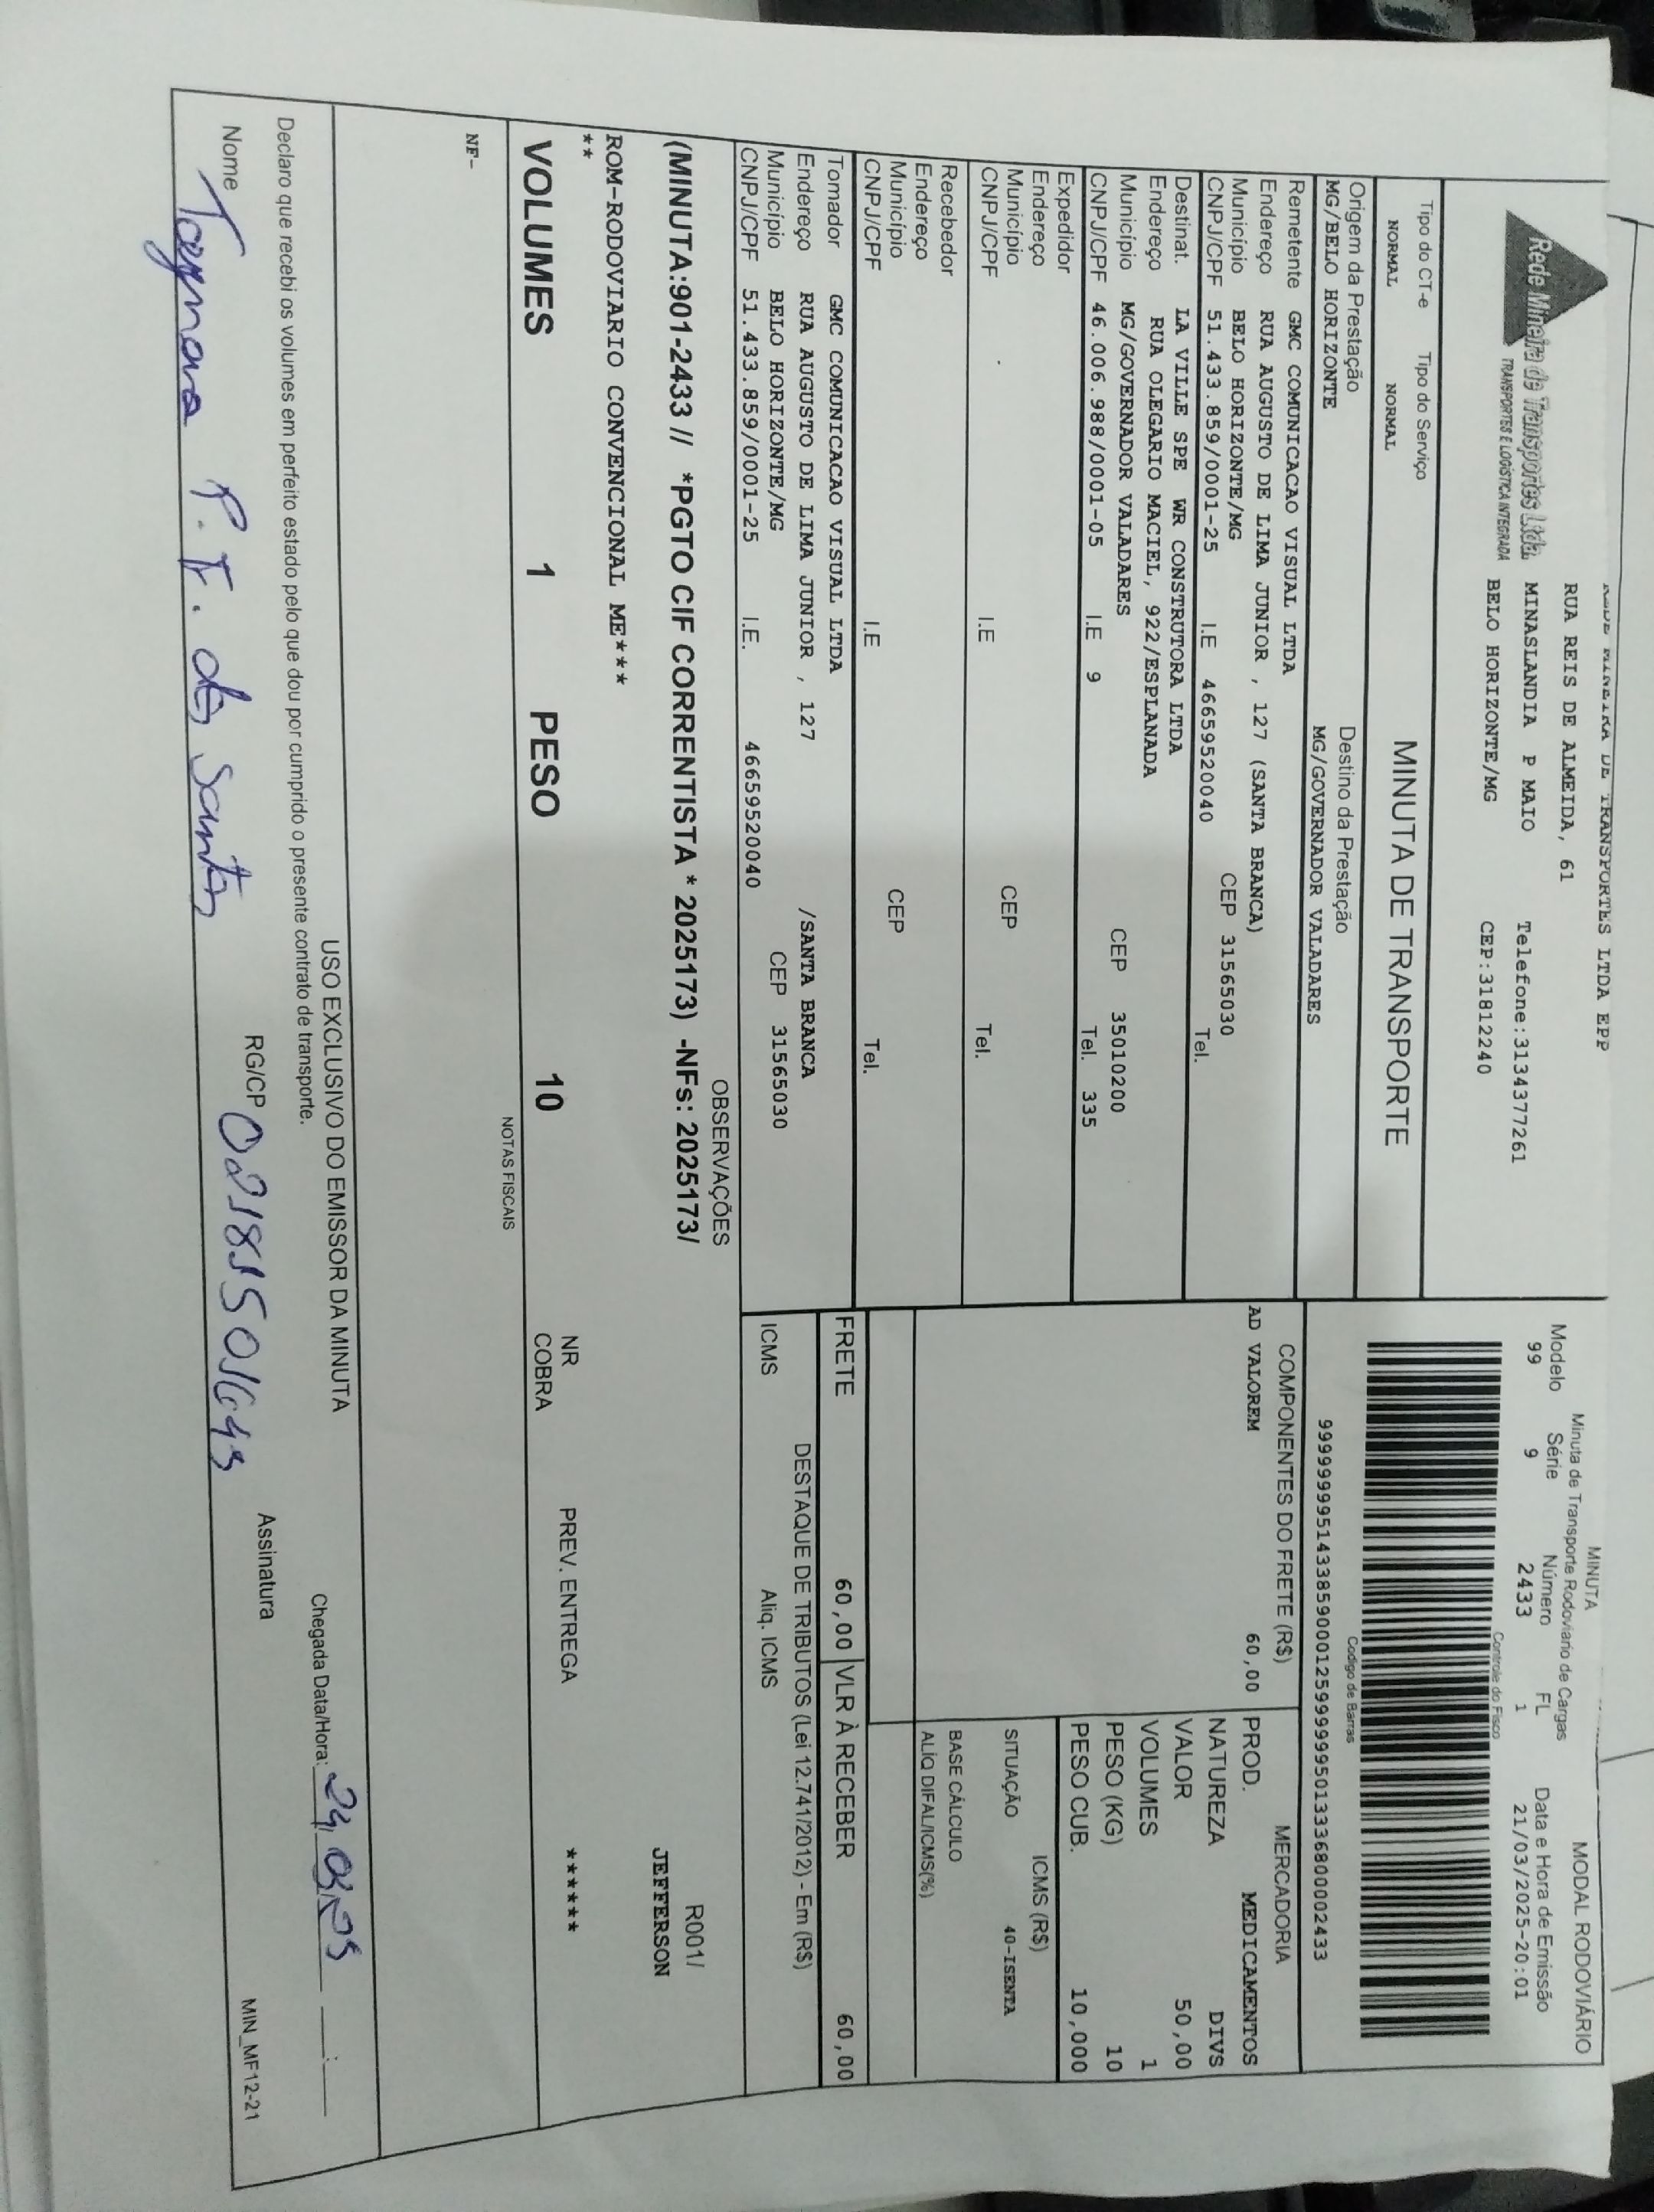 Rede Mineira de Transportes Ltda.
TRANSPORTES E LOGÍSTICA INTEGRADA
REDE MINEIRA DE TRANSPORTES LTDA EPP
RUA REIS DE ALMEIDA, 61
MINASLANDIA P MAIO Telefone:3134377261
BELO HORIZONTE/MG CEP:31812240
MINUTA MODAL RODOVIÁRIO
Minuta de Transporte Rodoviario de Cargas
Modelo Série Número FL Data e Hora de Emissão
99 9 2433 1 21/03/2025-20:01
Controle do Fisco
Tipo do CT-e Tipo do Serviço
NORMAL NORMAL
MINUTA DE TRANSPORTE
Codigo de Barras
Origem da Prestação Destino da Prestação
MG/BELO HORIZONTE MG/GOVERNADOR VALADARES
Remetente GMC COMUNICACAO VISUAL LTDA
Endereço RUA AUGUSTO DE LIMA JUNIOR , 127 (SANTA BRANCA)
Município BELO HORIZONTE/MG CEP 31565030
CNPJ/CPF 51.433.859/0001-25 I.E 46659520040 Tel.
Destinat. LA VILLE SPE WR CONSTRUTORA LTDA
Endereço RUA OLEGARIO MACIEL, 922/ESPLANADA
Município MG/GOVERNADOR VALADARES CEP 35010200
CNPJ/CPF 46.006.988/0001-05 I.E 9 Tel. 335
Expedidor
Endereço
Município CEP
CNPJ/CPF I.E Tel.
Recebedor
Endereço
Município CEP
CNPJ/CPF I.E Tel.
Tomador GMC COMUNICACAO VISUAL LTDA
Endereço RUA AUGUSTO DE LIMA JUNIOR , 127 /SANTA BRANCA
Município BELO HORIZONTE/MG CEP 31565030
CNPJ/CPF 51.433.859/0001-25 I.E. 46659520040
COMPONENTES DO FRETE (R$)
AD VALOREM 60,00
MERCADORIA
PROD. MEDICAMENTOS
NATUREZA DIVS
VALOR 50,00
VOLUMES 1
PESO (KG) 10
PESO CUB. 10,000
ICMS (R$)
SITUAÇÃO 40-ISENTA
BASE CÁLCULO
ALÍQ DIFAL/ICMS(%)
FRETE 60,00 VLR À RECEBER 60,00
DESTAQUE DE TRIBUTOS (Lei 12.741/2012) - Em (R$)
ICMS Aliq. ICMS
OBSERVAÇÕES
(MINUTA:901-2433 // *PGTO CIF CORRENTISTA * 2025173) -NFs: 2025173/ R001/
JEFFERSON
ROM-RODOVIARIO CONVENCIONAL ME****
**
VOLUMES 1 PESO 10 NR COBRA PREV. ENTREGA ******
NOTAS FISCAIS
NF-
USO EXCLUSIVO DO EMISSOR DA MINUTA
Declaro que recebi os volumes em perfeito estado pelo que dou por cumprido o presente contrato de transporte.
Chegada Data/Hora: 24 03 25 __:__
Nome P. F. dos Santos RG/CP Assinatura
MIN_MF12-21